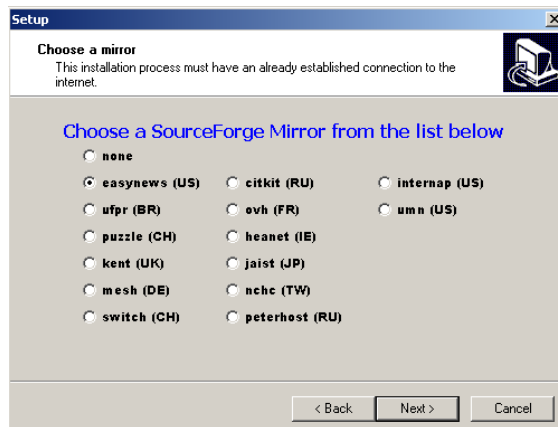 Setup
Choose a mirror
This installation process must have an already established connection to the
internet.
Choose a SourceForge Mirror from the list below
none
easynews (US)
citkit (RU)
internap (US)
ufpr (BR)
ovh (FR)
umn (US)
puzzle (CH)
heanet (IE)
kent (UK)
jaist (JP)
mesh (DE)
nchc (TW)
switch (CH)
peterhost (RU)
< Back
Next >
Cancel